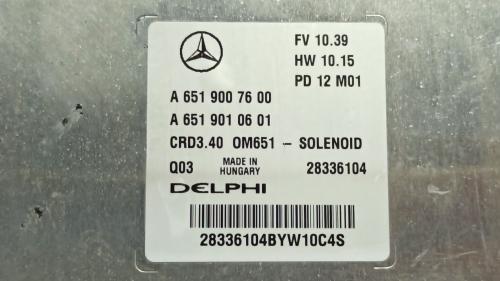 FV 10.39
HW 10.15
PD 12 M01
A 651 900 76 00
A 651 901 06 01
CRD3.40 OM651 – SOLENOID
Q03 MADE IN HUNGARY 28336104
DELPHI
28336104BYW10C4S